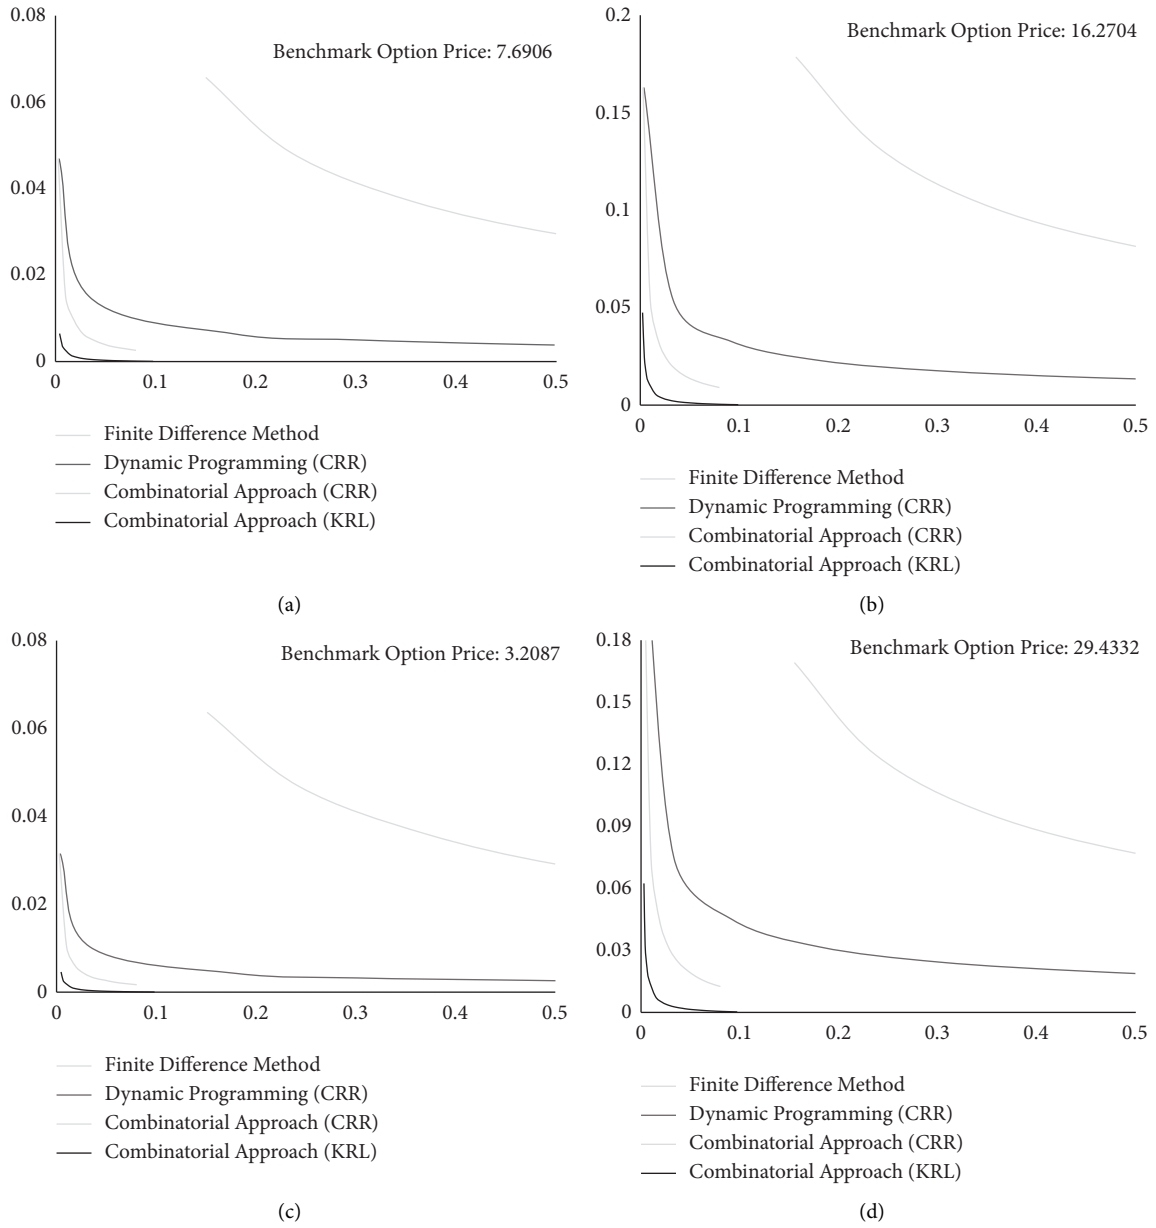 0.08
Benchmark Option Price: 7.6906
0.06
0.04
0.02
0
0 0.1 0.2 0.3 0.4 0.5
Finite Difference Method
Dynamic Programming (CRR)
Combinatorial Approach (CRR)
Combinatorial Approach (KRL)
(a)
0.2
Benchmark Option Price: 16.2704
0.15
0.1
0.05
0
0 0.1 0.2 0.3 0.4 0.5
Finite Difference Method
Dynamic Programming (CRR)
Combinatorial Approach (CRR)
Combinatorial Approach (KRL)
(b)
0.08
Benchmark Option Price: 3.2087
0.06
0.04
0.02
0
0 0.1 0.2 0.3 0.4 0.5
Finite Difference Method
Dynamic Programming (CRR)
Combinatorial Approach (CRR)
Combinatorial Approach (KRL)
(c)
0.18
Benchmark Option Price: 29.4332
0.15
0.12
0.09
0.06
0.03
0
0 0.1 0.2 0.3 0.4 0.5
Finite Difference Method
Dynamic Programming (CRR)
Combinatorial Approach (CRR)
Combinatorial Approach (KRL)
(d)